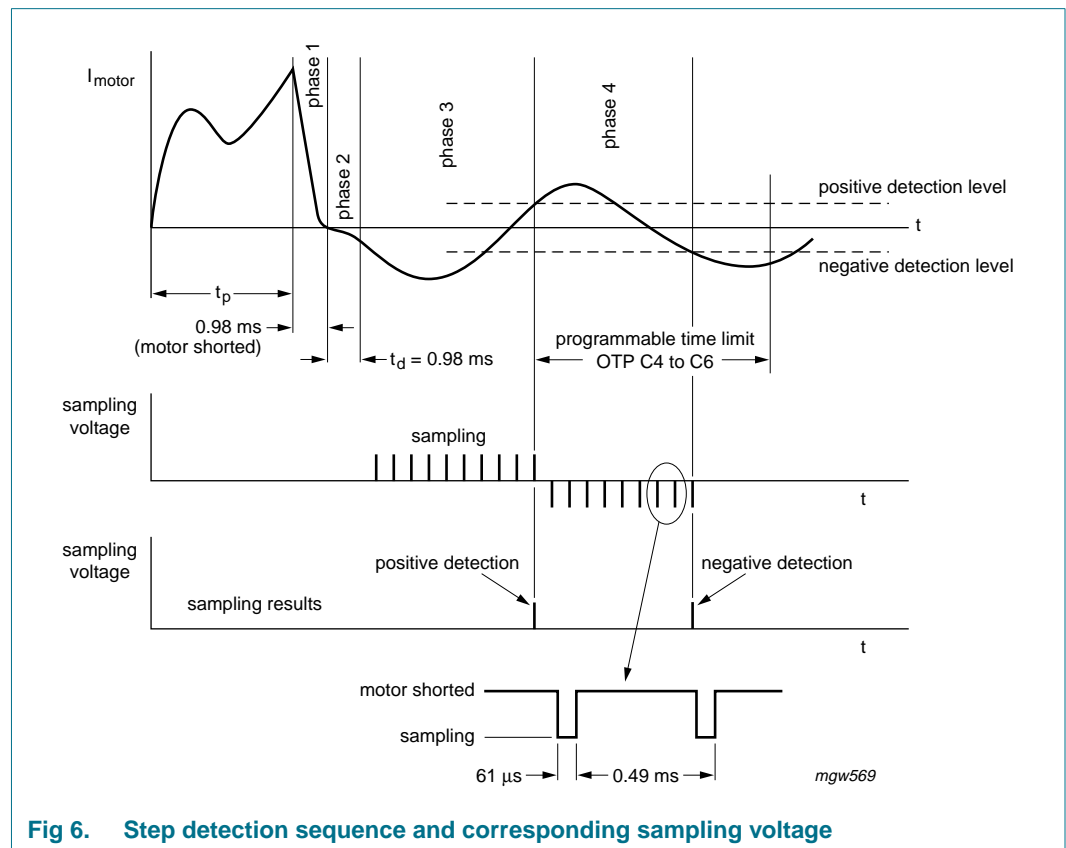 phase 1
I motor
phase 2
phase 3
phase 4
positive detection level
t
negative detection level
tp
0.98 ms
(motor shorted)
td = 0.98 ms
programmable time limit
OTP C4 to C6
sampling
voltage
sampling
t
sampling
voltage
positive detection
negative detection
sampling results
t
motor shorted
sampling
61 μs
0.49 ms
mgw569
Fig 6. Step detection sequence and corresponding sampling voltage